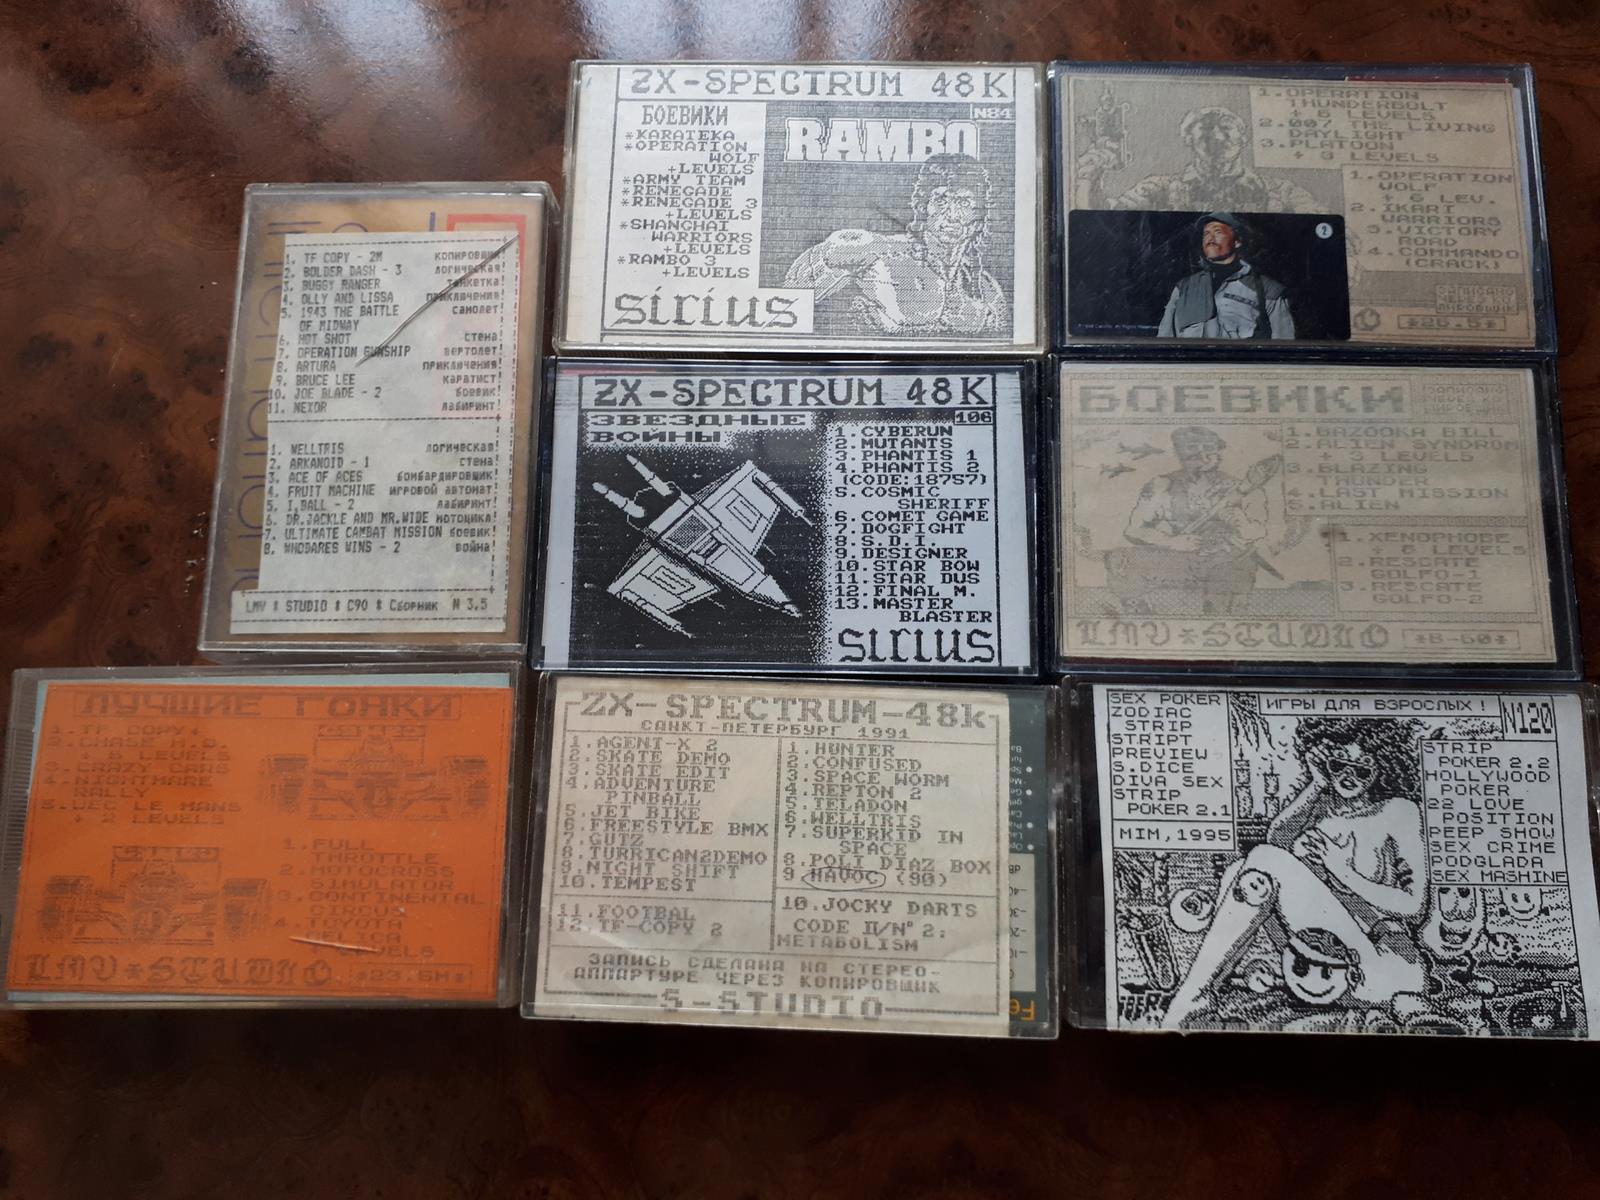 1. TF COPY - 2M копировщик!
2. BOLDER DASH - 3 логическая!
3. BUGGY RANGER танкетка!
4. OLLY AND LISSA приключения!
5. 1943 THE BATTLE самолет!
OF MIDWAY
6. HOT SHOT стена!
7. OPERATION GUNSHIP вертолет!
8. ARTURA приключения!
9. BRUCE LEE каратист!
10. JOE BLADE - 2 боевик!
11. NEXOR лабиринт!
1. WELLTRIS логическая!
2. ARKANOID - 1 стена!
3. ACE OF ACES бомбардировщик!
4. FRUIT MACHINE игровой автомат!
5. I.BALL - 2 лабиринт!
6. DR.JACKLE AND MR.WIDE мотоцикл!
7. ULTIMATE COMBAT MISSION боевик!
8. WHODARES WINS - 2 война!
LMV * STUDIO * C90 * Сборник N 3.5
ZX-SPECTRUM 48K
БОЕВИКИ
N84
RAMBO
*KARATEKA
*OPERATION
WOLF
+LEVELS
*ARMY TEAM
*RENEGADE
*RENEGADE 3
+LEVELS
*SHANGHAI
WARRIORS
+LEVELS
*RAMBO 3
+LEVELS
sirius
1.OPERATION
THUNDERBOLT
+ 6 LEVELS
2.007 THE LIVING
DAYLIGHT
3.PLATOON
+ 3 LEVELS
1.OPERATION
WOLF
+ 6 LEV.
2.IKARI
WARRIORS
3.VICTORY
ROAD
4.COMMANDO
(CRACK)
*25.5*
2
ZX-SPECTRUM 48K
ЗВЕЗДНЫЕ
ВОЙНЫ
106
1.CYBERUN
2.MUTANTS
3.PHANTIS 1
4.PHANTIS 2
(CODE:18757)
5.COSMIC
SHERIFF
6.COMET GAME
7.DOGFIGHT
8.S.D.I.
9.DESIGNER
10.STAR BOW
11.STAR DUS
12.FINAL M.
13.MASTER
BLASTER
sirius
БОЕВИКИ
1.BAZOOKA BILL
2.ALIEN SYNDROM
+ 3 LEVELS
3.BLAZING
THUNDER
4.LAST MISSION
5.ALIEN
1.XENOPHOBE
+ 6 LEVELS
2.RESCATE
GOLFO-1
3.RESCATE
GOLFO-2
LMV*STUDIO *B-60*
ЛУЧШИЕ ГОНКИ
1.TF COPY+
2.CHASE H.Q.
+ 6 LEVELS
3.CRAZY CARS
4.NIGHTMARE
RALLY
5.WEC LE MANS
+ 2 LEVELS
1.FULL
THROTTLE
2.MOTOCROSS
SIMULATOR
3.CONTINENTAL
CIRCUS
4.TOYOTA
CELICA
LEVELS
LMV*STUDIO *23.5M*
ZX-SPECTRUM-48k
САНКТ-ПЕТЕРБУРГ 1991
1.AGENT-X 2
2.SKATE DEMO
3.SKATE EDIT
4.ADVENTURE
PINBALL
5.JET BIKE
6.FREESTYLE BMX
7.GUTZ
8.TURRICAN2DEMO
9.NIGHT SHIFT
10.TEMPEST
11.FOOTBAL
12.TF-COPY 2
1.HUNTER
2.CONFUSED
3.SPACE WORM
4.REPTON 2
5.TELADON
6.WELLTRIS
7.SUPERKID IN
SPACE
8.POLI DIAZ BOX
9.HAVOC (90)
10.JOCKY DARTS
CODE П/N° 2:
METABOLISM
ЗАПИСЬ СДЕЛАНА НА СТЕРЕО-
АППАРТУРЕ ЧЕРЕЗ КОПИРОВЩИК
S-STUDIO
Fe
dB
-10-
SEX POKER
ZODIAC
STRIP
STRIPT
PREVIEW
S.DICE
DIVA SEX
STRIP
POKER 2.1
MIM,1995
ИГРЫ ДЛЯ ВЗРОСЛЫХ !
N120
STRIP
POKER 2.2
HOLLYWOOD
POKER
22 LOVE
POSITION
PEEP SHOW
SEX CRIME
PODGLADA
SEX MASHINE